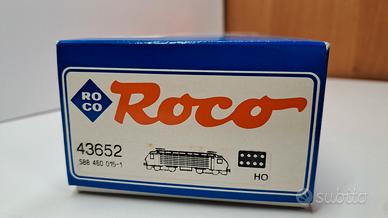 RO
CO
Roco
43652
SBB 460 015-1
HO
subito